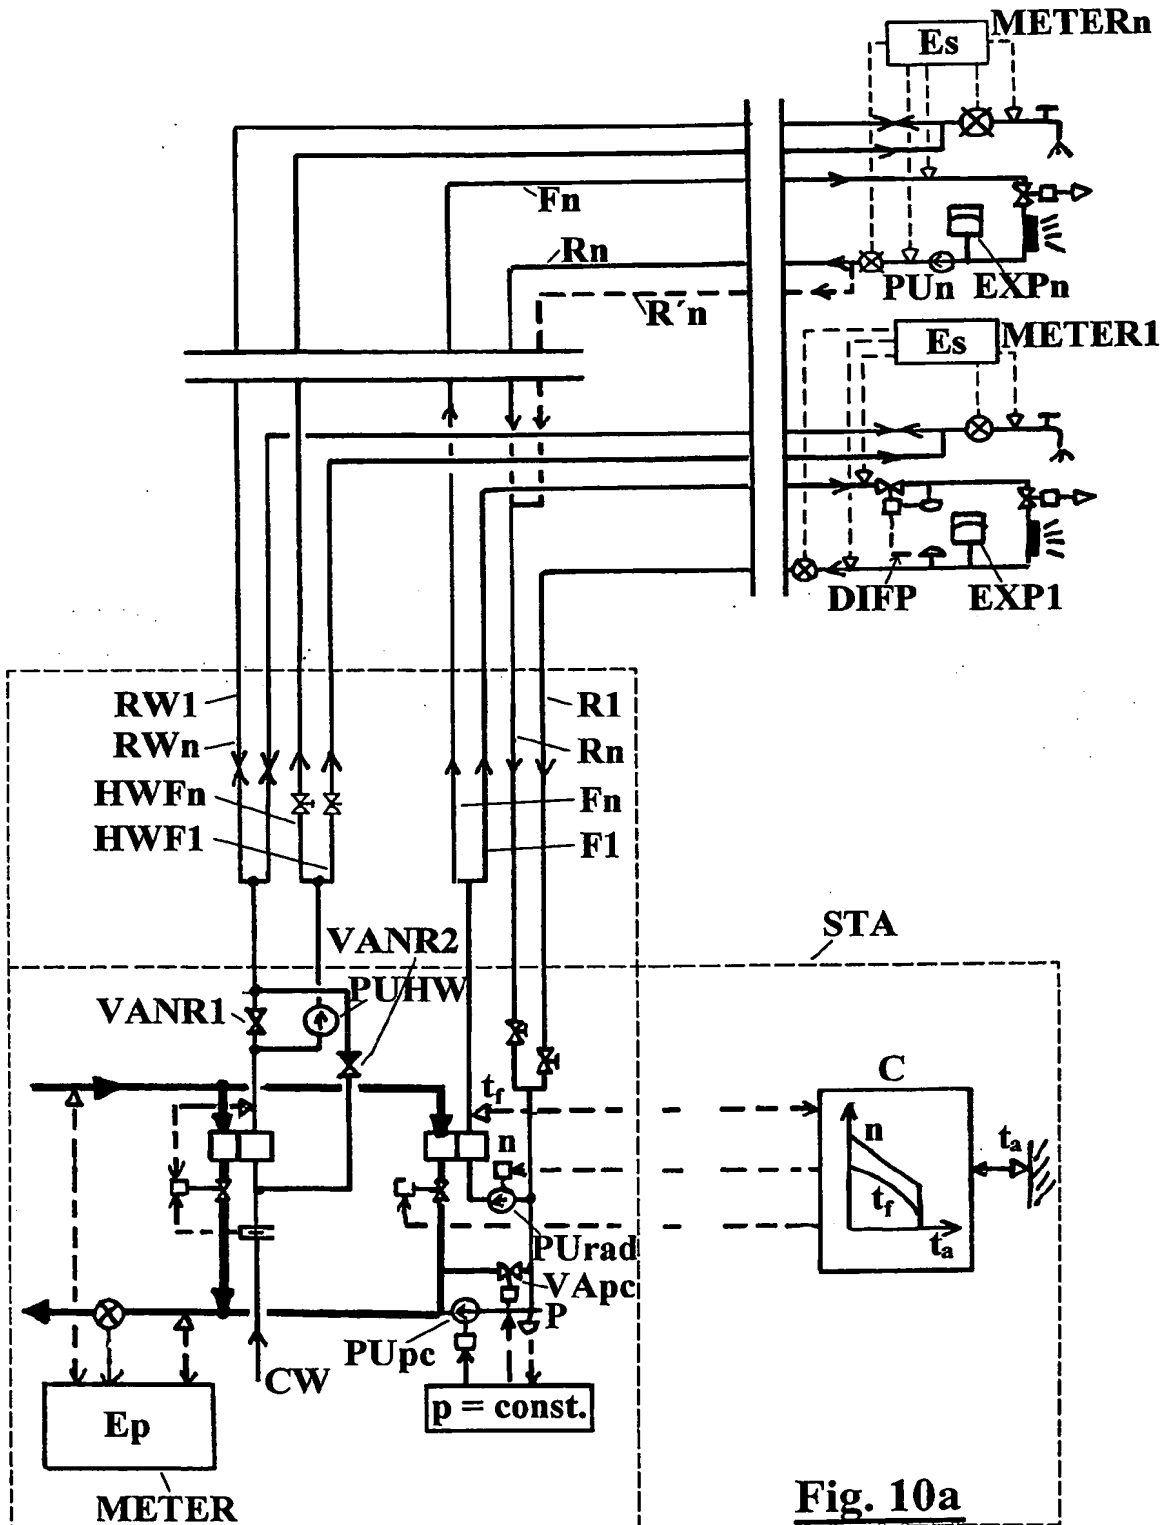 METERn
Es
Fn
Rn
PUn
EXPn
R´n
METER1
Es
DIFP
EXP1
RW1
R1
RWn
Rn
HWFn
Fn
HWF1
F1
STA
VANR2
PUHW
VANR1
C
tf
n
n
ta
tf
ta
PUrad
VApc
P
PUpc
CW
p = const.
Ep
METER
Fig. 10a